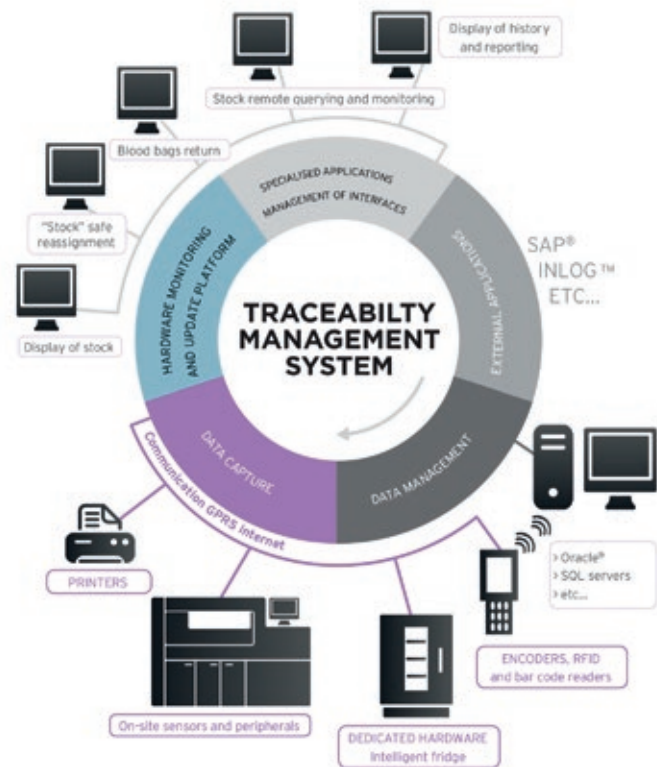 Display of history
and reporting
Stock remote querying and monitoring
Blood bags return
"Stock" safe
reassignment
Display of stock
SPECIALISED APPLICATIONS
MANAGEMENT OF INTERFACES
HARDWARE MONITORING
AND UPDATE PLATFORM
EXTERNAL APPLICATIONS
SAP®
INLOG™
ETC...
TRACEABILTY
MANAGEMENT
SYSTEM
DATA CAPTURE
DATA MANAGEMENT
Communication GPRS Internet
PRINTERS
On-site sensors and peripherals
DEDICATED HARDWARE
Intelligent fridge
ENCODERS, RFID
and bar code readers
> Oracle®
> SQL servers
> etc...